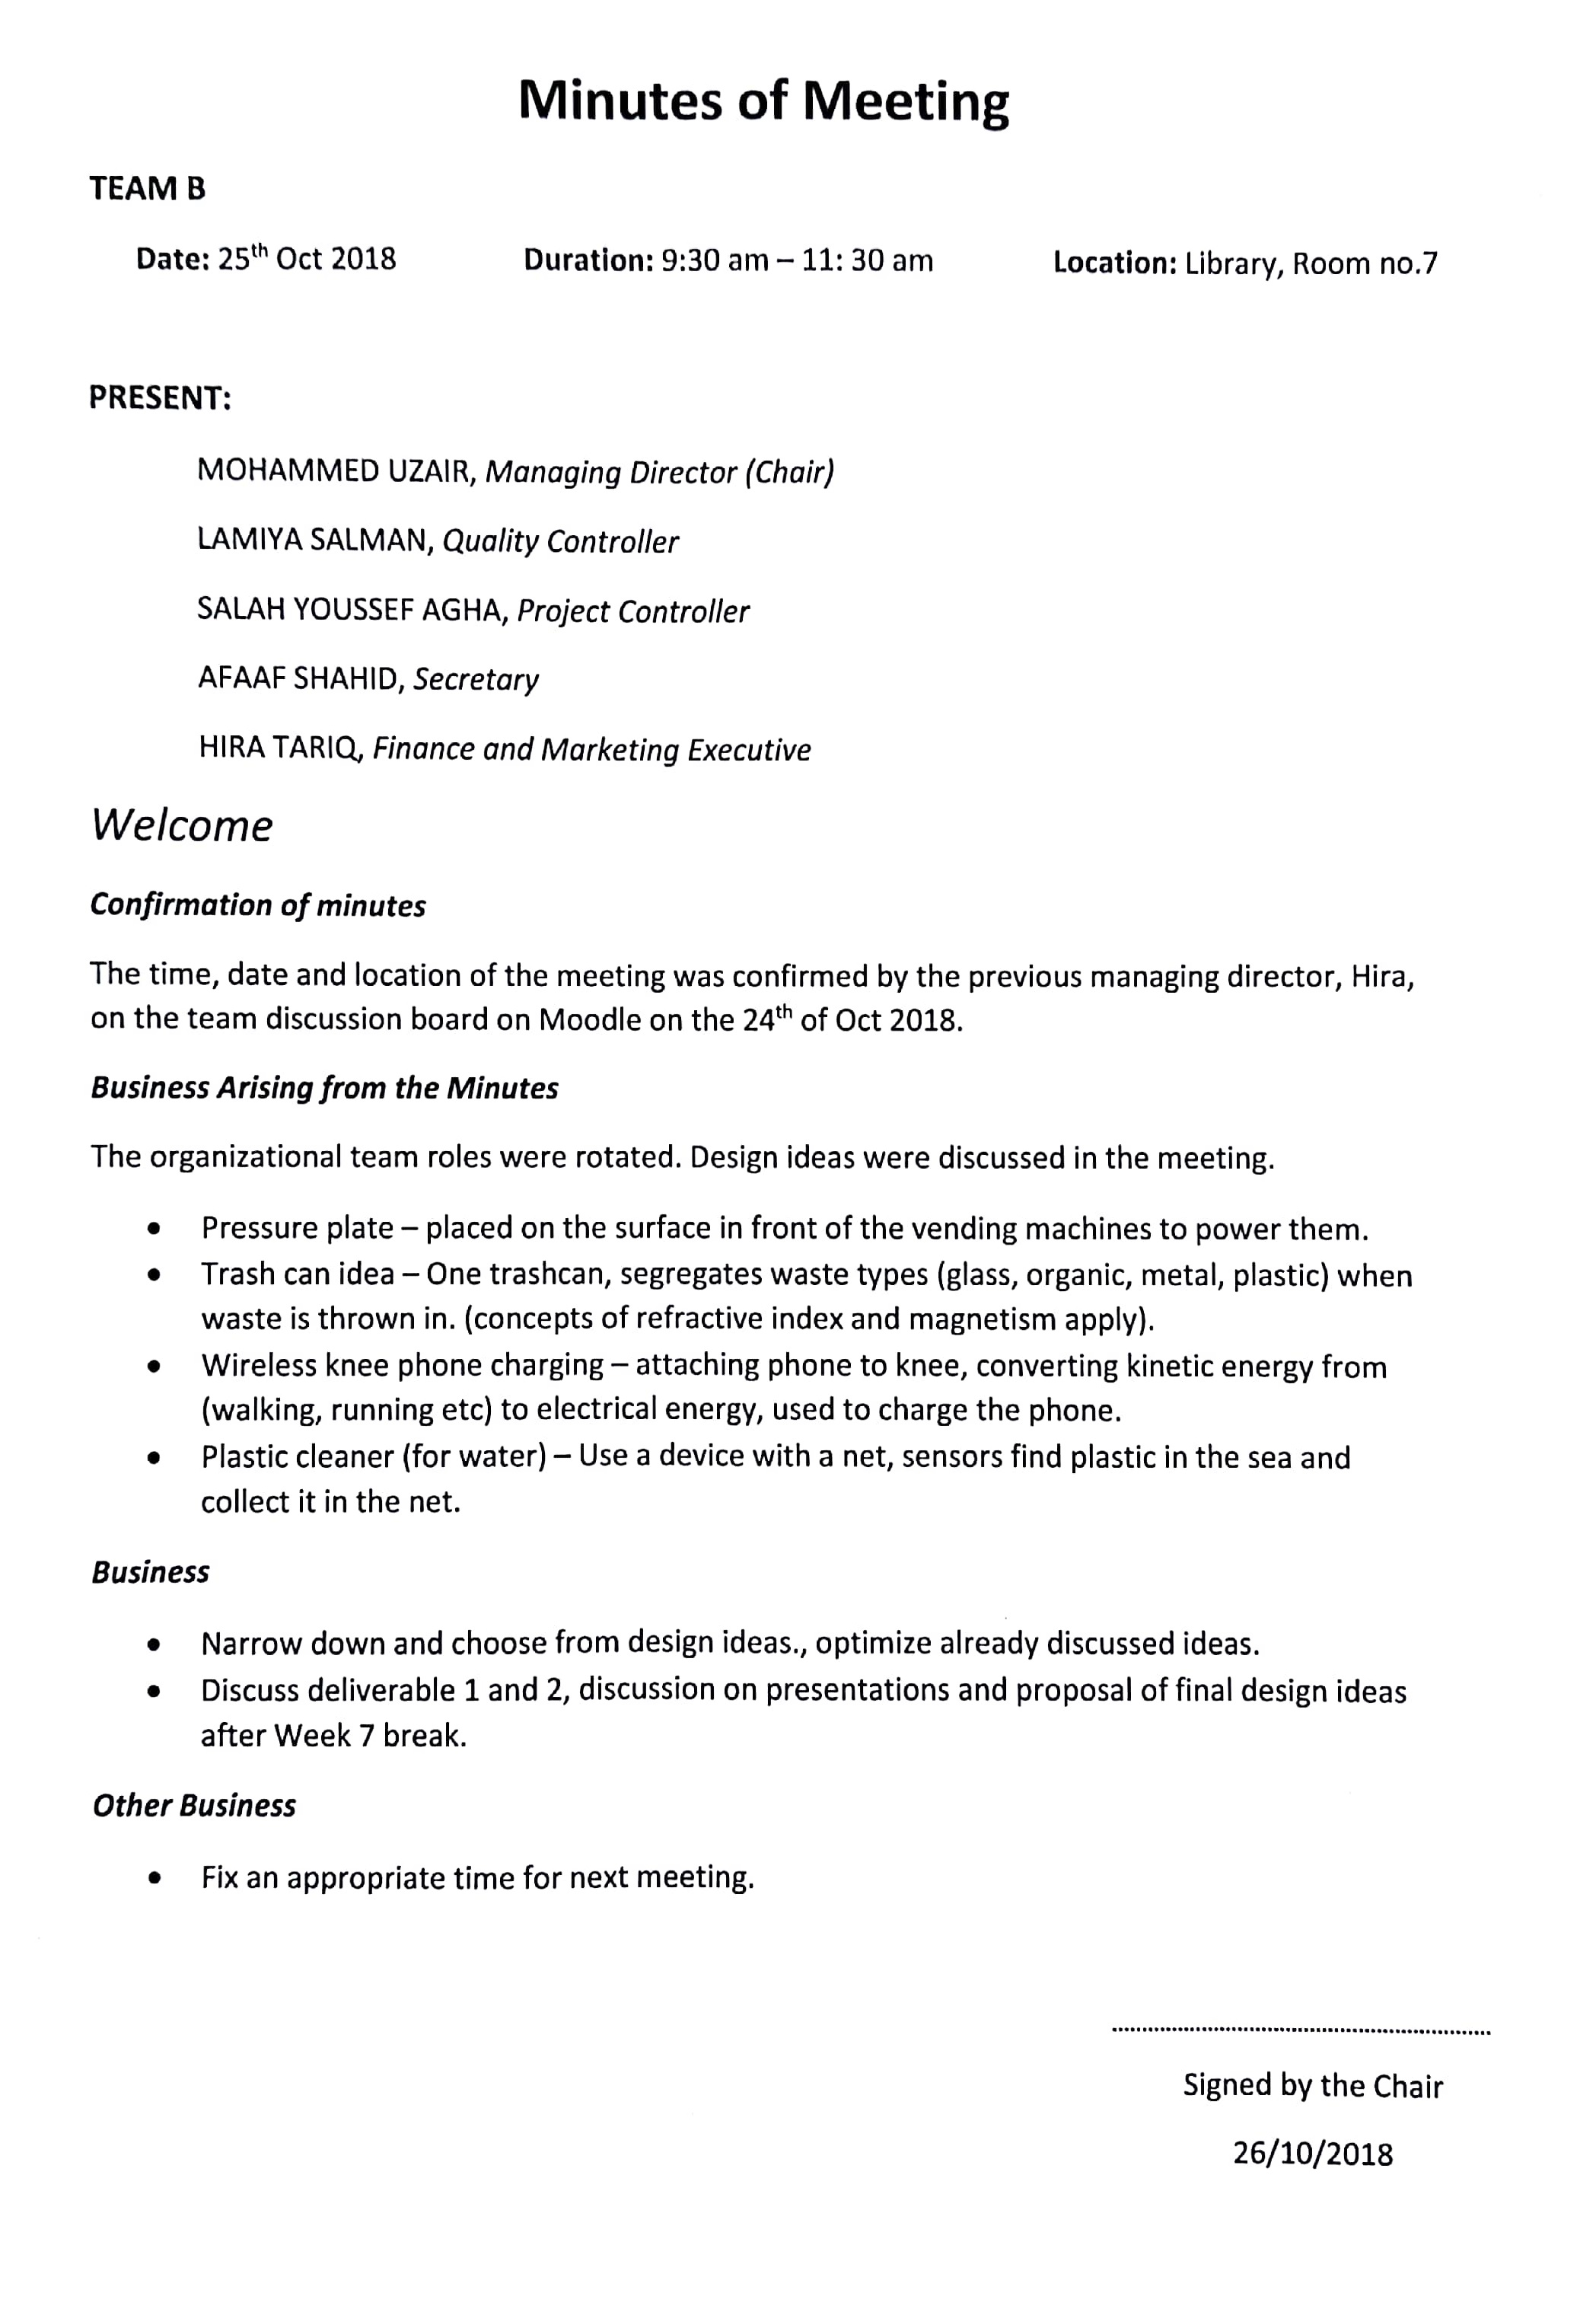 Minutes of Meeting
TEAM B
Date: 25th Oct 2018 Duration: 9:30 am – 11: 30 am Location: Library, Room no.7
PRESENT:
MOHAMMED UZAIR, Managing Director (Chair)
LAMIYA SALMAN, Quality Controller
SALAH YOUSSEF AGHA, Project Controller
AFAAF SHAHID, Secretary
HIRA TARIQ, Finance and Marketing Executive
Welcome
Confirmation of minutes
The time, date and location of the meeting was confirmed by the previous managing director, Hira,
on the team discussion board on Moodle on the 24th of Oct 2018.
Business Arising from the Minutes
The organizational team roles were rotated. Design ideas were discussed in the meeting.
• Pressure plate – placed on the surface in front of the vending machines to power them.
• Trash can idea – One trashcan, segregates waste types (glass, organic, metal, plastic) when
waste is thrown in. (concepts of refractive index and magnetism apply).
• Wireless knee phone charging – attaching phone to knee, converting kinetic energy from
(walking, running etc) to electrical energy, used to charge the phone.
• Plastic cleaner (for water) – Use a device with a net, sensors find plastic in the sea and
collect it in the net.
Business
• Narrow down and choose from design ideas., optimize already discussed ideas.
• Discuss deliverable 1 and 2, discussion on presentations and proposal of final design ideas
after Week 7 break.
Other Business
• Fix an appropriate time for next meeting.
Signed by the Chair
26/10/2018